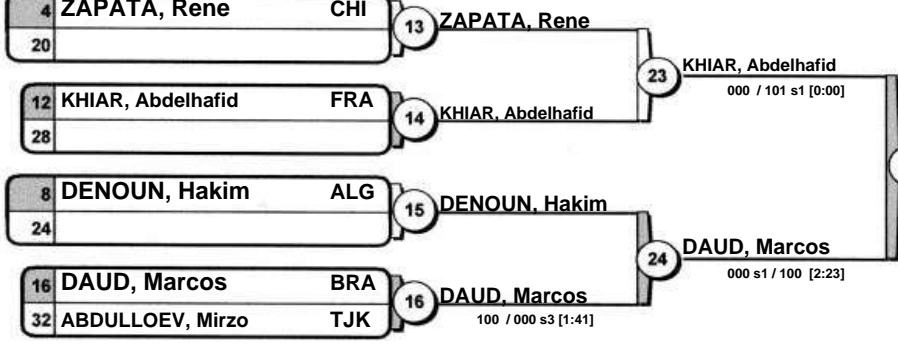 4 ZAPATA, Rene CHI
20
13
ZAPATA, Rene
12 KHIAR, Abdelhafid FRA
28
14
KHIAR, Abdelhafid
23
KHIAR, Abdelhafid
000 / 101 s1 [0:00]
8 DENOUN, Hakim ALG
24
15
DENOUN, Hakim
16 DAUD, Marcos BRA
32 ABDULLOEV, Mirzo TJK
16
DAUD, Marcos
100 / 000 s3 [1:41]
24
DAUD, Marcos
000 s1 / 100 [2:23]